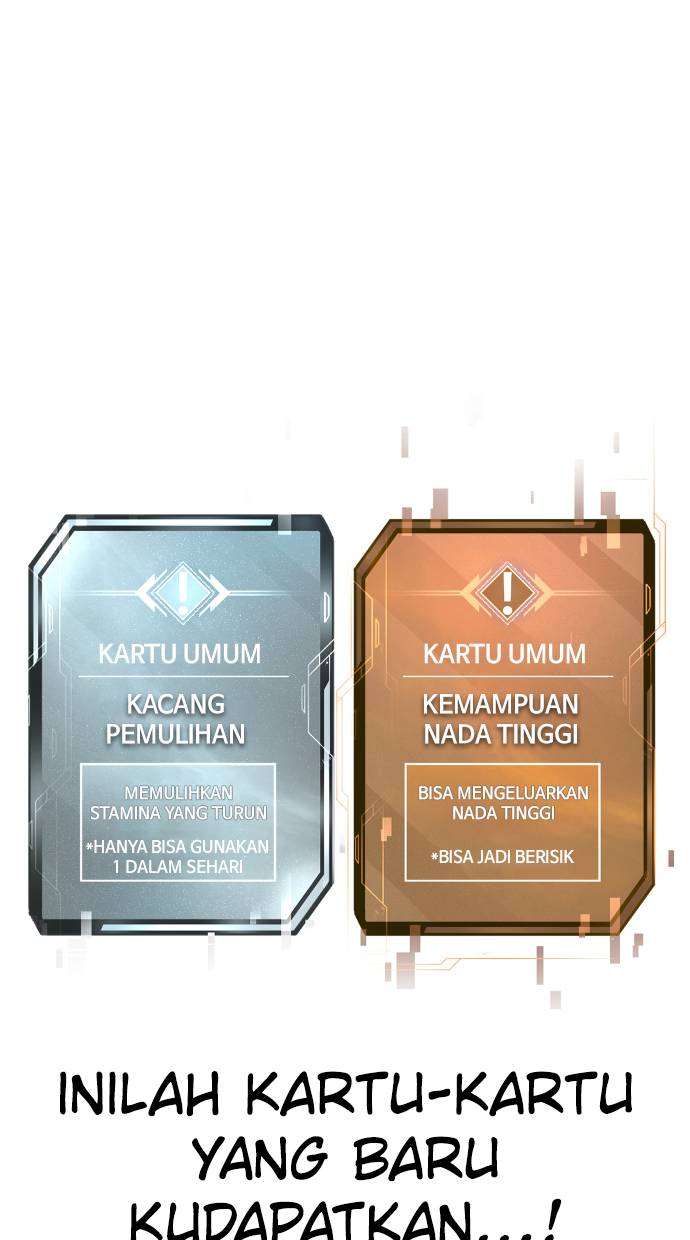 KARTU UMUM
KACANG
PEMULIHAN
MEMULIHKAN
STAMINA YANG TURUN
*HANYA BISA GUNAKAN
1 DALAM SEHARI
KARTU UMUM
KEMAMPUAN
NADA TINGGI
BISA MENGELUARKAN
NADA TINGGI
*BISA JADI BERISIK
INILAH KARTU-KARTU
YANG BARU
KUDAPATKAN...!